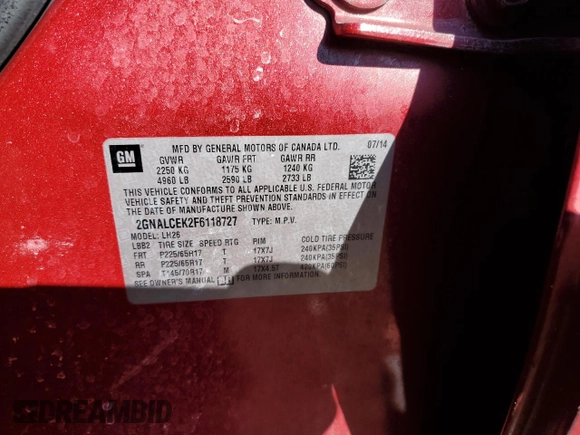 GM
MFD BY GENERAL MOTORS OF CANADA LTD. 07/14
GVWR GAWR FRT GAWR RR
2250 KG 1175 KG 1240 KG
4960 LB 2590 LB 2733 LB
THIS VEHICLE CONFORMS TO ALL APPLICABLE U.S. FEDERAL MOTOR
VEHICLE SAFETY AND THEFT PREVENTION STANDARDS IN EFFECT ON
THE DATE OF MANUFACTURE SHOWN ABOVE.
2GNALCEK2F6118727 TYPE: M.P.V.
MODEL: LH26
LBB2 TIRE SIZE SPEED RTG RIM COLD TIRE PRESSURE
FRT P225/65R17 T 17X7J 240KPA(35PSI)
RR P225/65R17 T 17X7J 240KPA(35PSI)
SPA T145/70R17 M 17X4.5T 420KPA(60PSI)
SEE OWNER'S MANUAL FOR MORE INFORMATION
DREAMBID